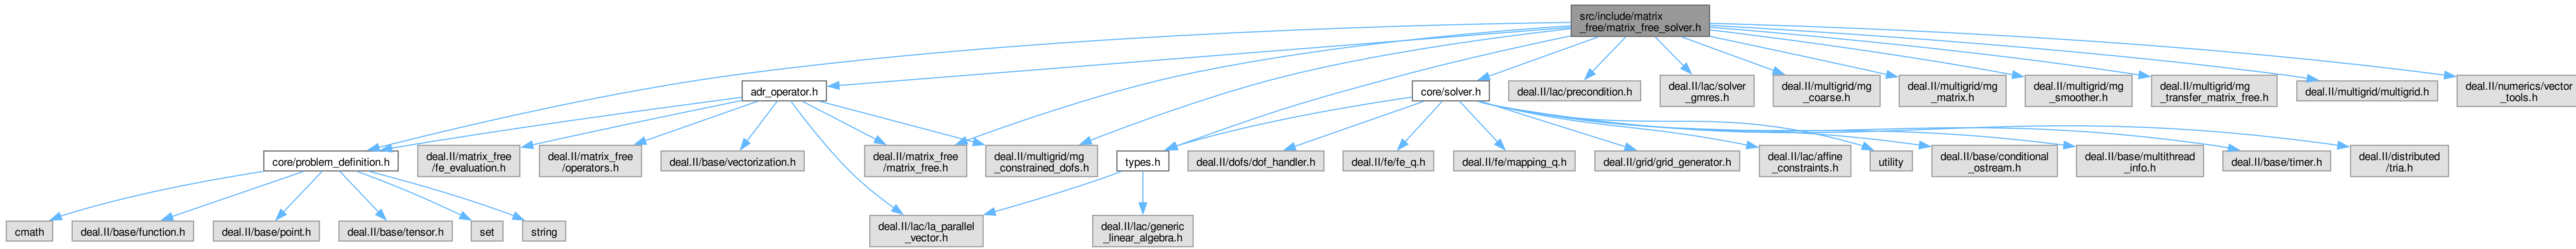 src/include/matrix
_free/matrix_free_solver.h
adr_operator.h
core/solver.h
deal.II/lac/precondition.h
deal.II/lac/solver
_gmres.h
deal.II/multigrid/mg
_coarse.h
deal.II/multigrid/mg
_matrix.h
deal.II/multigrid/mg
_smoother.h
deal.II/multigrid/mg
_transfer_matrix_free.h
deal.II/multigrid/multigrid.h
deal.II/numerics/vector
_tools.h
core/problem_definition.h
deal.II/matrix_free
/fe_evaluation.h
deal.II/matrix_free
/operators.h
deal.II/base/vectorization.h
deal.II/matrix_free
/matrix_free.h
deal.II/multigrid/mg
_constrained_dofs.h
types.h
deal.II/dofs/dof_handler.h
deal.II/fe/fe_q.h
deal.II/fe/mapping_q.h
deal.II/grid/grid_generator.h
deal.II/lac/affine
_constraints.h
utility
deal.II/base/conditional
_ostream.h
deal.II/base/multithread
_info.h
deal.II/base/timer.h
deal.II/distributed
/tria.h
cmath
deal.II/base/function.h
deal.II/base/point.h
deal.II/base/tensor.h
set
string
deal.II/lac/la_parallel
_vector.h
deal.II/lac/generic
_linear_algebra.h